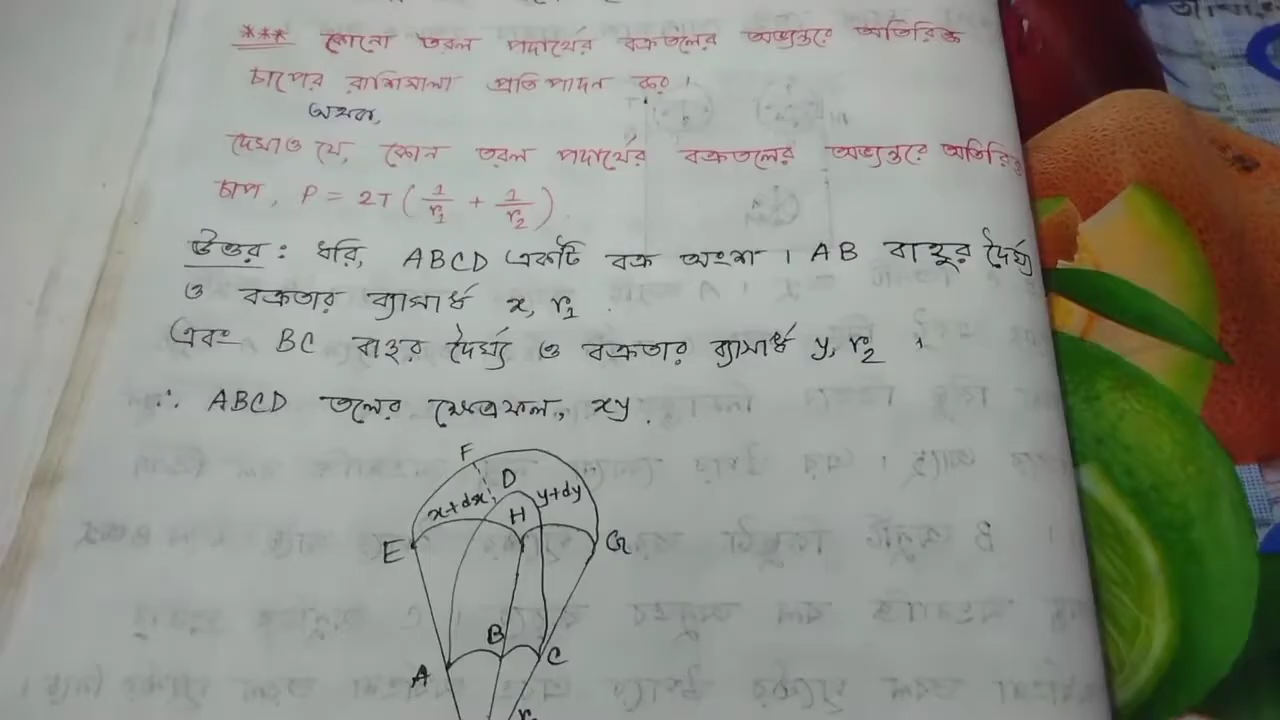 *** কোনো তরল পদার্থের বক্রতলের অভ্যন্তরে অতিরিক্ত
চাপের রাশিমালা প্রতিপাদন কর।
অথবা,
দেখাও যে, কোন তরল পদার্থের বক্রতলের অভ্যন্তরে অতিরিক্ত
চাপ, P = 2T (1/r₁ + 1/r₂).
উত্তর: ধরি, ABCD একটি বক্র অংশ। AB বাহুর দৈর্ঘ্য
ও বক্রতার ব্যাসার্ধ x, r₁.
এবং BC বাহুর দৈর্ঘ্য ও বক্রতার ব্যাসার্ধ y, r₂।
∴ ABCD তলের ক্ষেত্রফল, xy.
F
D
x+dx
y+dy
H
E
G
B
A
C